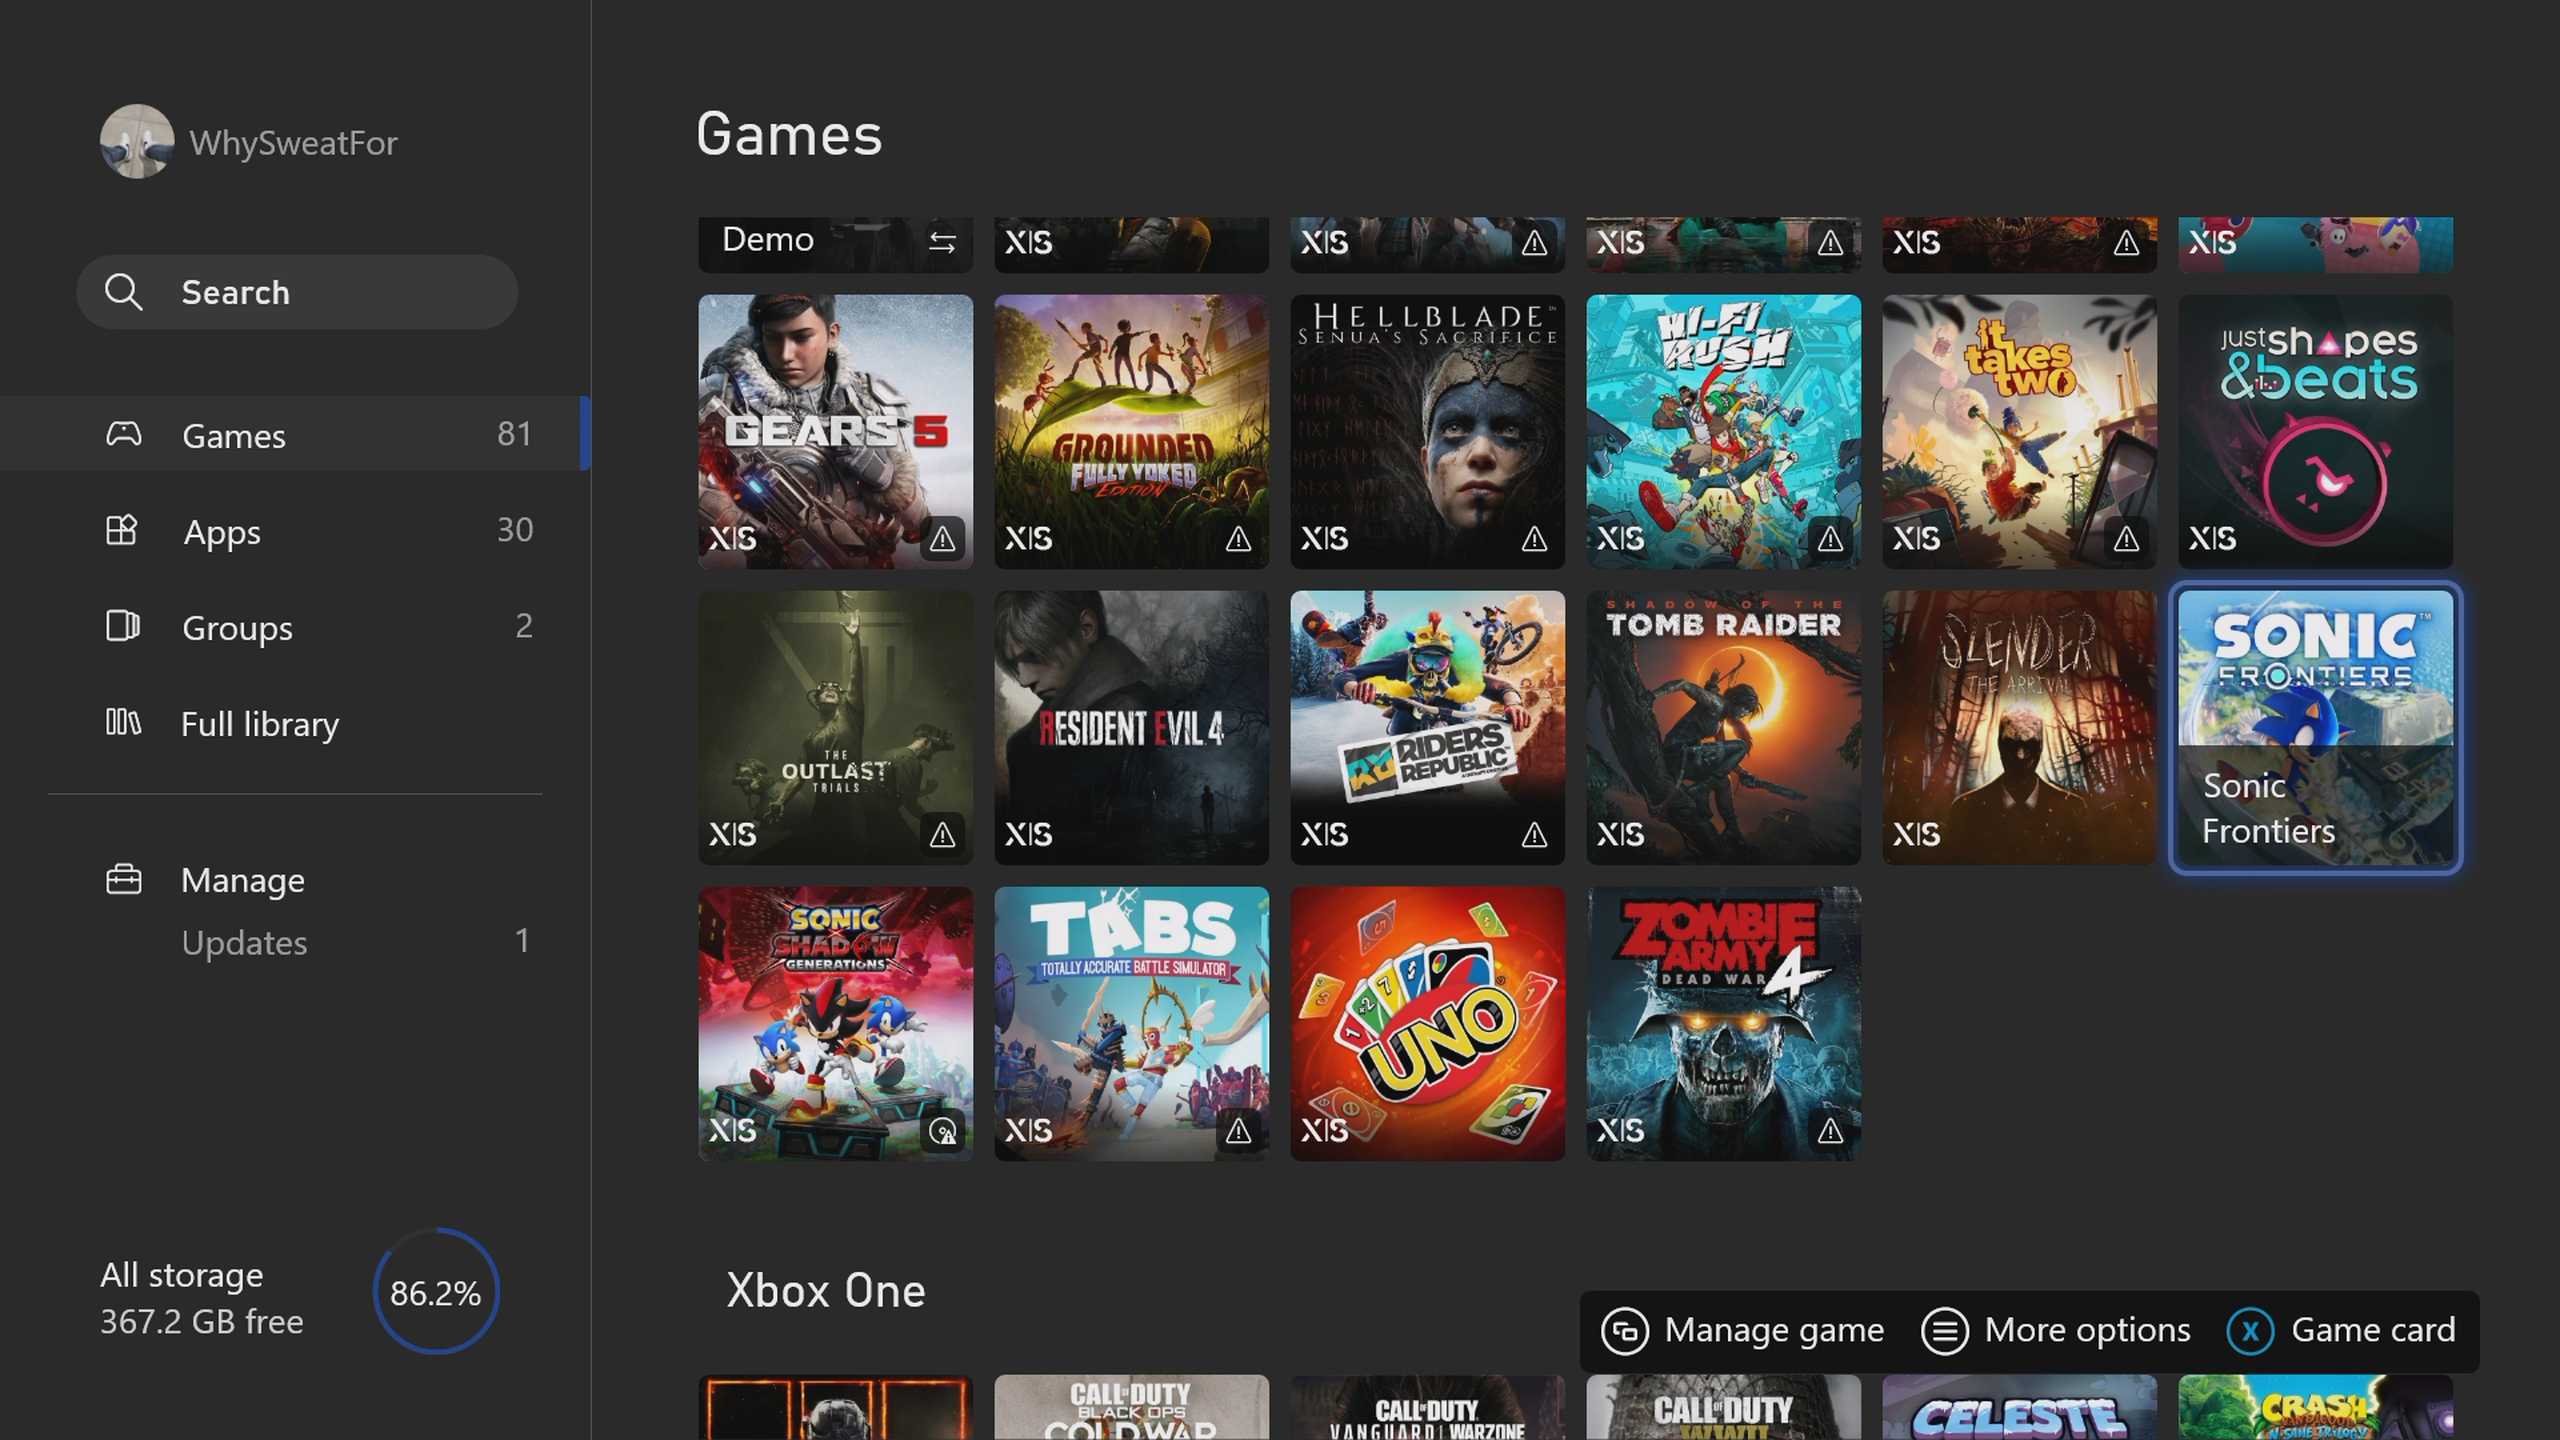 WhySweatFor
Search
Games 81
Apps 30
Groups 2
Full library
Manage
Updates 1
All storage
367.2 GB free
86.2%
Games
Demo
X|S
X|S
X|S
X|S
X|S
GEARS 5
X|S
GROUNDED
FULLY YOKED
EDITION
X|S
HELLBLADE™
SENUA'S SACRIFICE
X|S
HI-FI
RUSH
X|S
it
takes
two
X|S
just shapes
&beats
X|S
THE
OUTLAST
TRIALS
X|S
RESIDENT EVIL 4
X|S
RIDERS
REPUBLIC
X|S
SHADOW OF THE
TOMB RAIDER
X|S
SLENDER
THE ARRIVAL
X|S
SONIC™
FRONTIERS
Sonic
Frontiers
SONIC
SHADOW
GENERATIONS
X|S
TABS
TOTALLY ACCURATE BATTLE SIMULATOR
X|S
UNO
X|S
ZOMBIE
ARMY
4
DEAD WAR
X|S
Xbox One
Manage game
More options
X Game card
CALL OF DUTY
BLACK OPS
COLD WAR
CALL OF DUTY
VANGUARD | WARZONE
CALL OF DUTY
CELESTE
CRASH
BANDICOOT
N. SANE TRILOGY